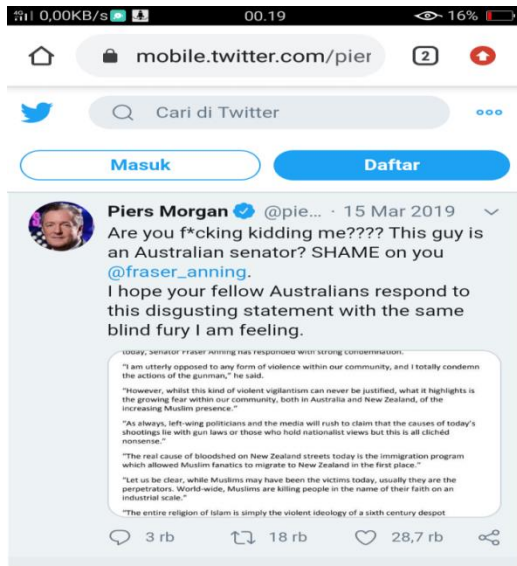 4G 0,00KB/s 00.19 16%
mobile.twitter.com/pier 2
Cari di Twitter
Masuk Daftar
Piers Morgan @pie... · 15 Mar 2019
Are you f*cking kidding me???? This guy is
an Australian senator? SHAME on you
@fraser_anning.
I hope your fellow Australians respond to
this disgusting statement with the same
blind fury I am feeling.
today, Senator Fraser Anning has responded with strong condemnation.
"I am utterly opposed to any form of violence within our community, and I totally condemn
the actions of the gunman," he said.
"However, whilst this kind of violent vigilantism can never be justified, what it highlights is
the growing fear within our community, both in Australia and New Zealand, of the
increasing Muslim presence."
"As always, left-wing politicians and the media will rush to claim that the causes of today's
shootings lie with gun laws or those who hold nationalist views but this is all clichéd
nonsense."
"The real cause of bloodshed on New Zealand streets today is the immigration program
which allowed Muslim fanatics to migrate to New Zealand in the first place."
"Let us be clear, while Muslims may have been the victims today, usually they are the
perpetrators. World-wide, Muslims are killing people in the name of their faith on an
industrial scale."
"The entire religion of Islam is simply the violent ideology of a sixth century despot
3 rb 18 rb 28,7 rb